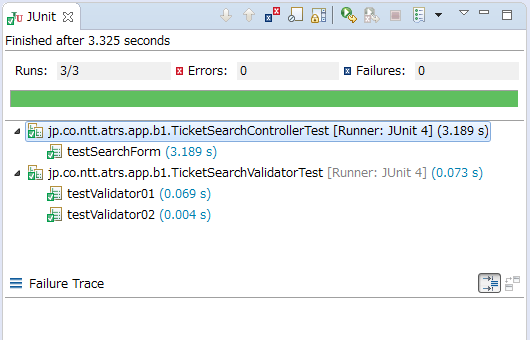 JUnit
Finished after 3.325 seconds
Runs: 3/3 Errors: 0 Failures: 0
jp.co.ntt.atrs.app.b1.TicketSearchControllerTest [Runner: JUnit 4] (3.189 s)
testSearchForm (3.189 s)
jp.co.ntt.atrs.app.b1.TicketSearchValidatorTest [Runner: JUnit 4] (0.073 s)
testValidator01 (0.069 s)
testValidator02 (0.004 s)
Failure Trace